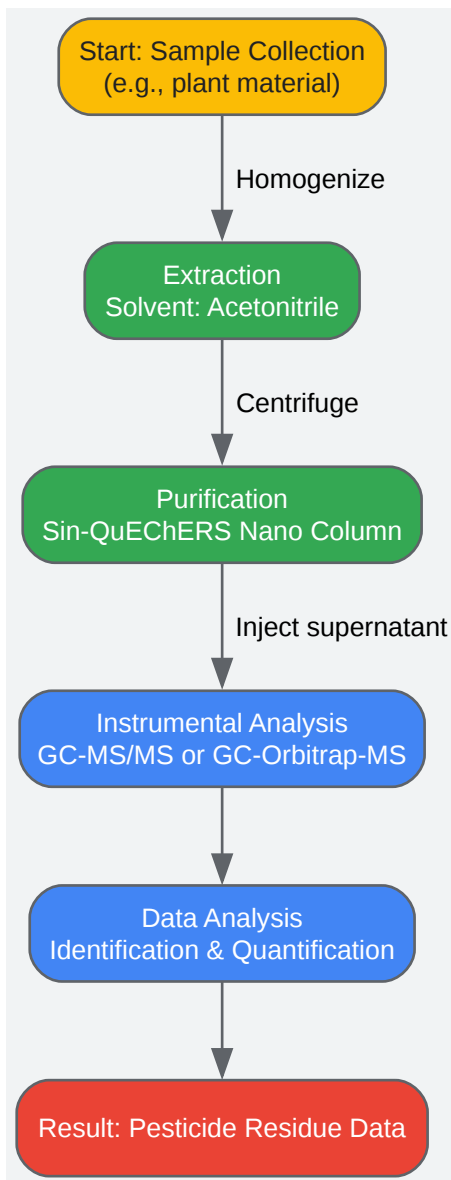 Start: Sample Collection
(e.g., plant material)
Homogenize
Extraction
Solvent: Acetonitrile
Centrifuge
Purification
Sin-QuEChERS Nano Column
Inject supernatant
Instrumental Analysis
GC-MS/MS or GC-Orbitrap-MS
Data Analysis
Identification & Quantification
Result: Pesticide Residue Data